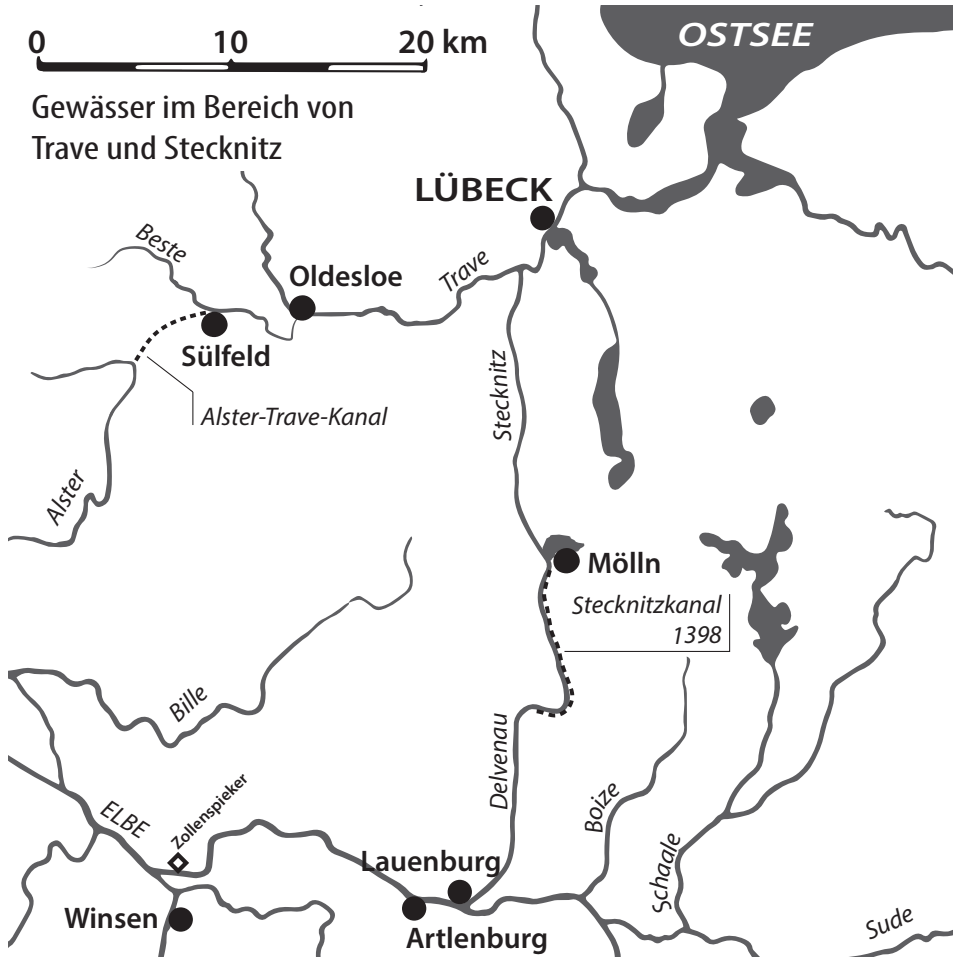 0 10 20 km
OSTSEE
Gewässer im Bereich von
Trave und Stecknitz
LÜBECK
Beste
Oldesloe
Trave
Sülfeld
Alster-Trave-Kanal
Stecknitz
Alster
Mölln
Stecknitzkanal
1398
Bille
Delvenau
Boize
ELBE
Zollenspieker
Schaale
Lauenburg
Winsen
Artlenburg
Sude